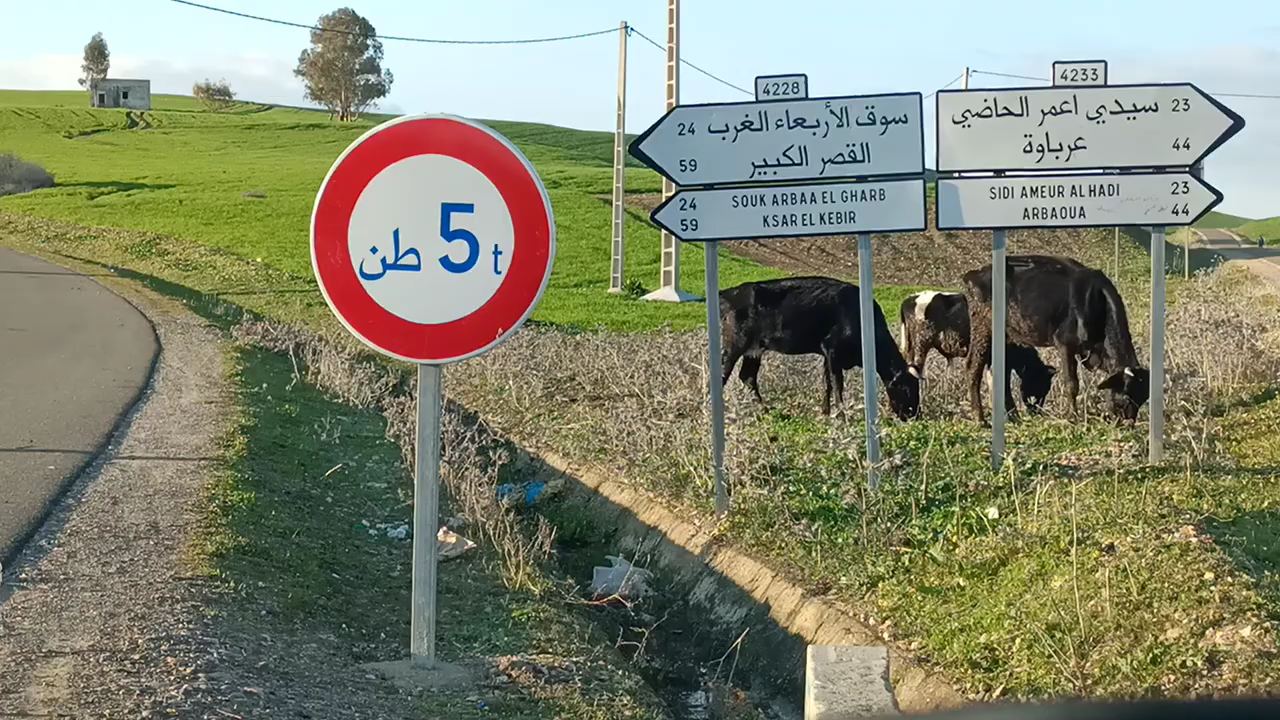 5 طن t
4228
سوق الأربعاء الغرب 24
القصر الكبير 59
24 SOUK ARBAA EL GHARB
59 KSAR EL KEBIR
4233
سيدي اعمر الحاضي 23
عرباوة 44
SIDI AMEUR AL HADI 23
ARBAOUA 44